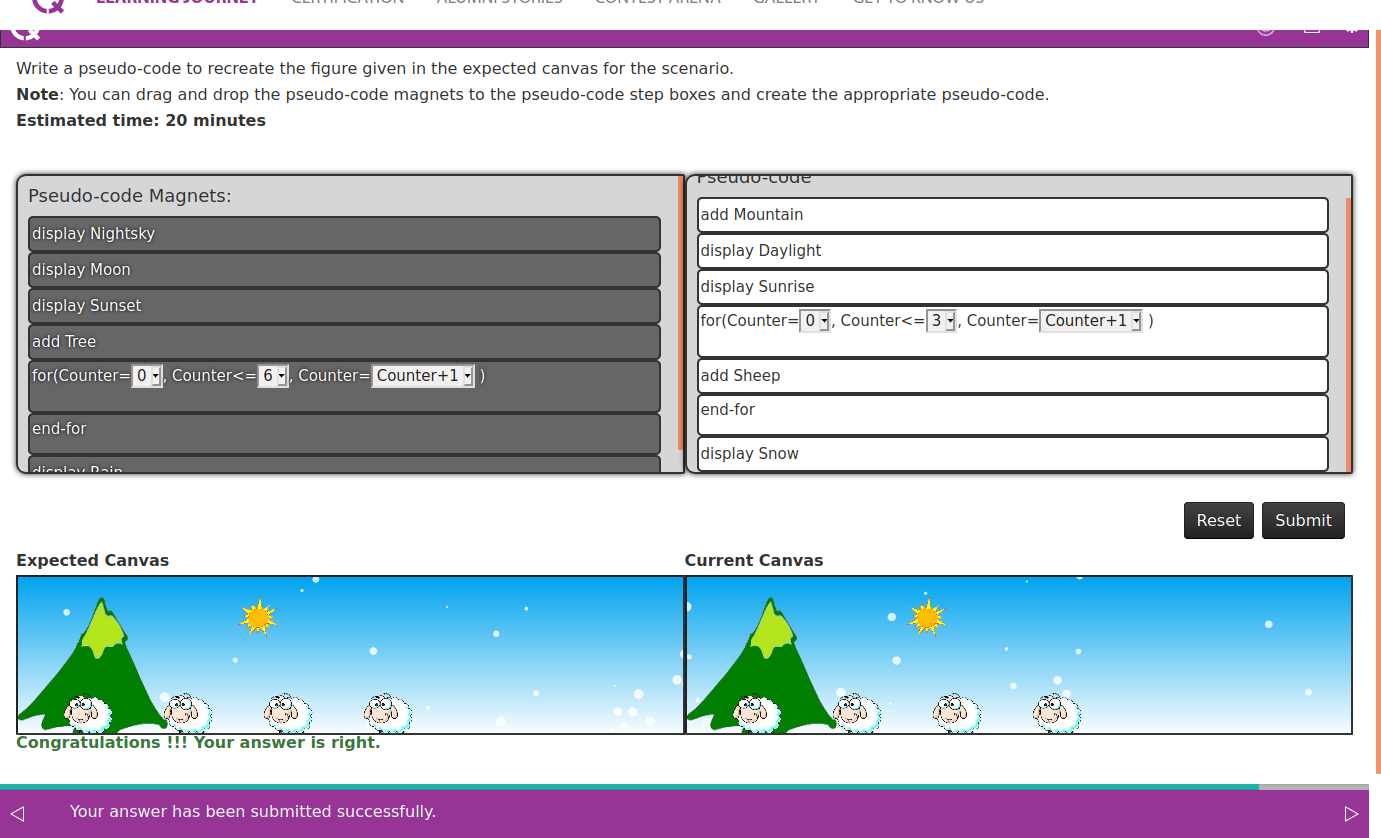 LEARNING JOURNEY CERTIFICATION ALUMNI STORIES CONTEST ARENA GALLERY GET TO KNOW US
Write a pseudo-code to recreate the figure given in the expected canvas for the scenario.
Note: You can drag and drop the pseudo-code magnets to the pseudo-code step boxes and create the appropriate pseudo-code.
Estimated time: 20 minutes
Pseudo-code Magnets:
display Nightsky
display Moon
display Sunset
add Tree
for(Counter=0, Counter<=6, Counter=Counter+1 )
end-for
display Rain
Pseudo-code
add Mountain
display Daylight
display Sunrise
for(Counter=0, Counter<=3, Counter=Counter+1 )
add Sheep
end-for
display Snow
Reset Submit
Expected Canvas
Current Canvas
Congratulations !!! Your answer is right.
Your answer has been submitted successfully.